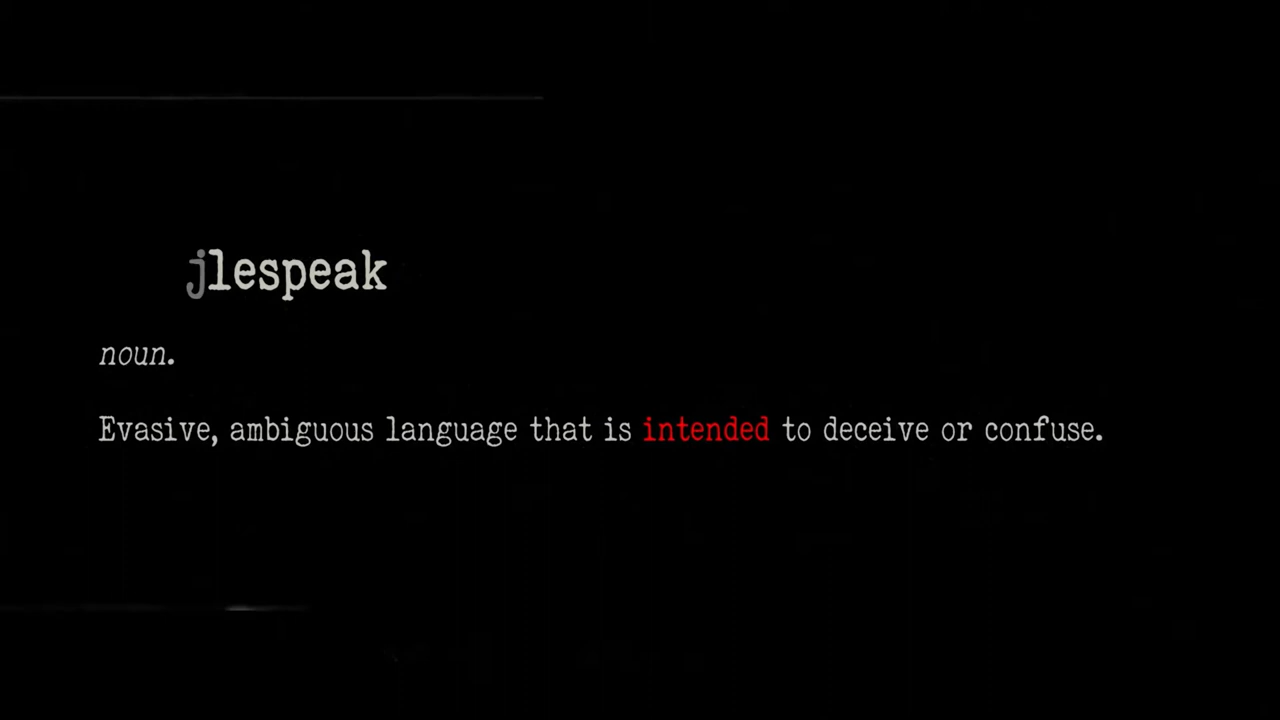 jlespeak
noun.
Evasive, ambiguous language that is intended to deceive or confuse.